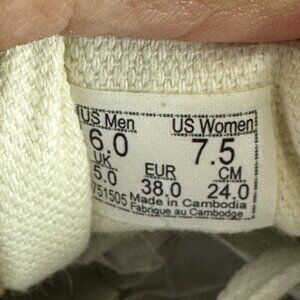 US Men US Women
6.0 7.5
UK EUR CM
5.0 38.0 24.0
751505 Made in Cambodia
Fabrique au Cambodge